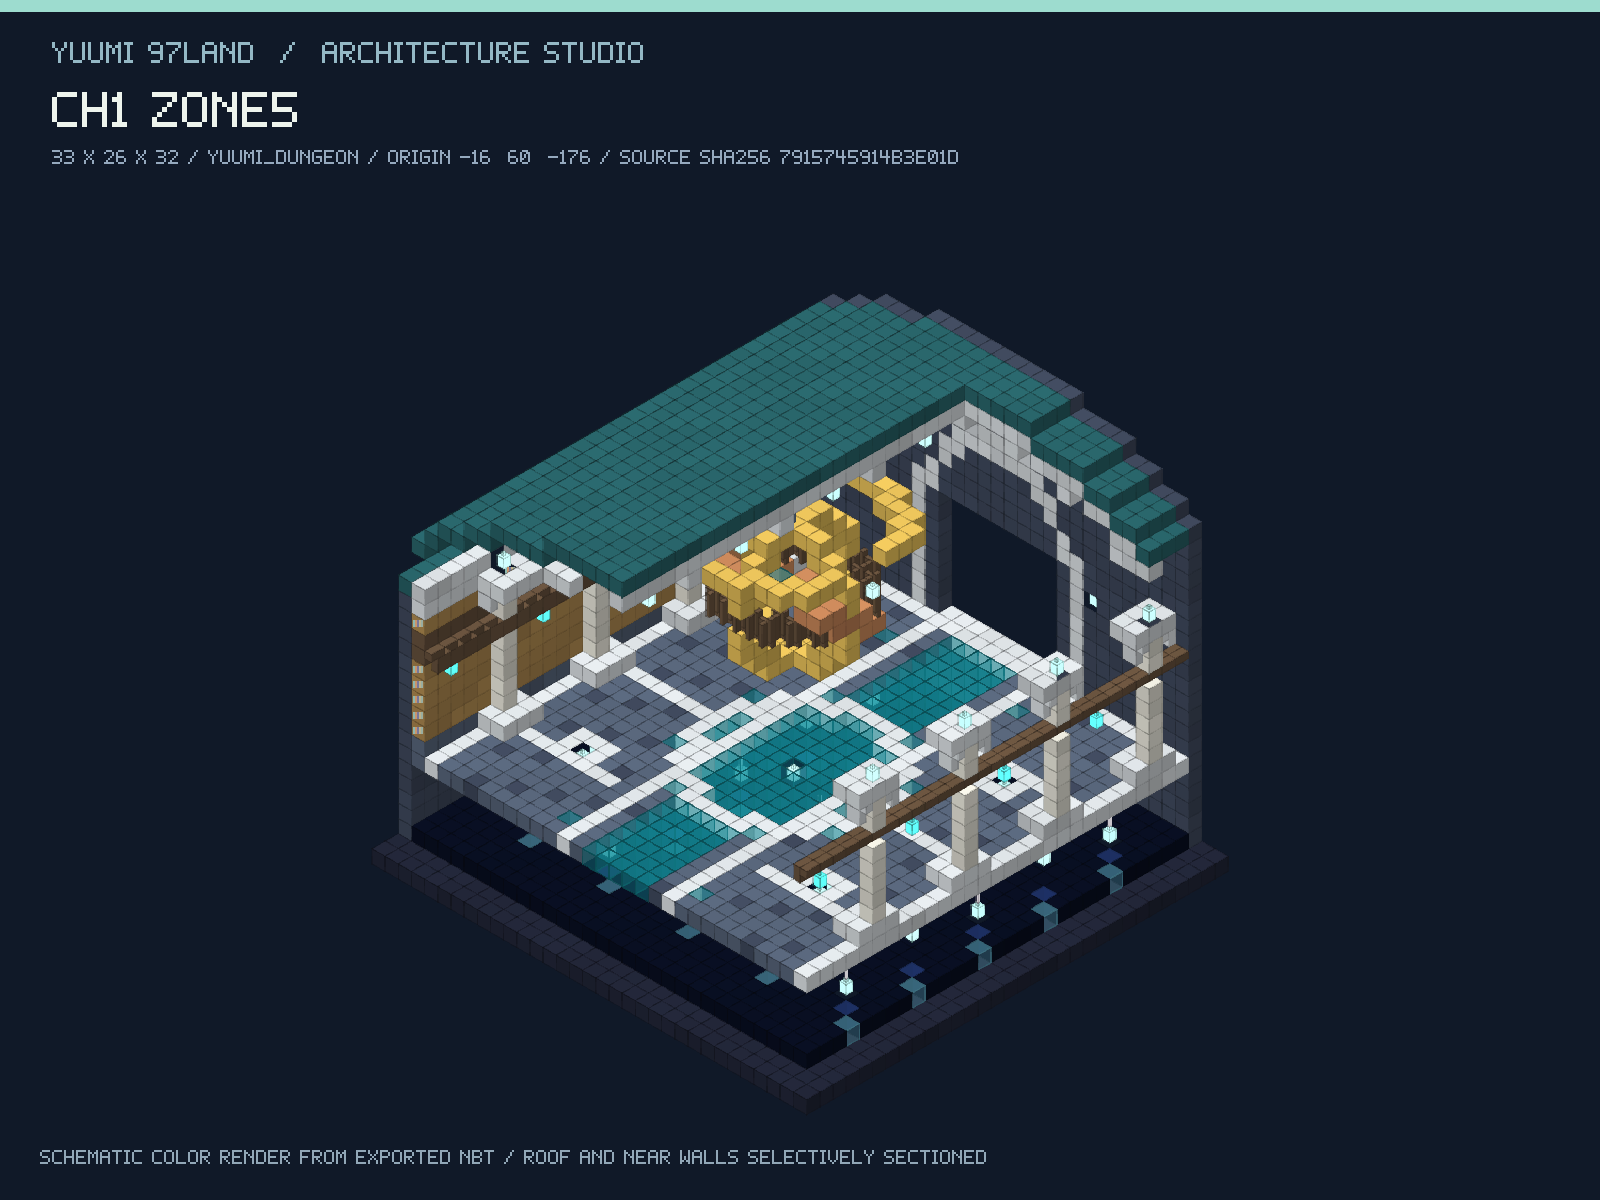 YUUMI 97LAND / ARCHITECTURE STUDIO
CH1 ZONES
33 X 26 X 32 / YUUMI_DUNGEON / ORIGIN -16 60 -176 / SOURCE SHA256 7915745914B3E01D
SCHEMATIC COLOR RENDER FROM EXPORTED NBT / ROOF AND NEAR WALLS SELECTIVELY SECTIONED